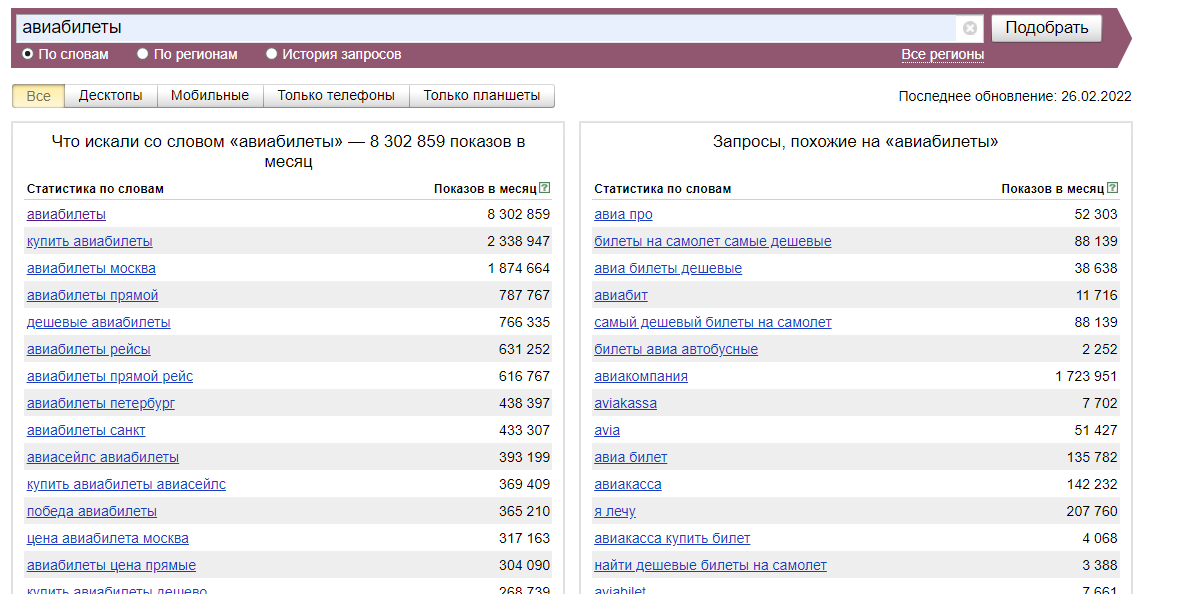 авиабилеты
Подобрать
По словам По регионам История запросов Все регионы
Все Десктопы Мобильные Только телефоны Только планшеты Последнее обновление: 26.02.2022
Что искали со словом «авиабилеты» — 8 302 859 показов в
месяц
Статистика по словам Показов в месяц ?
авиабилеты 8 302 859
купить авиабилеты 2 338 947
авиабилеты москва 1 874 664
авиабилеты прямой 787 767
дешевые авиабилеты 766 335
авиабилеты рейсы 631 252
авиабилеты прямой рейс 616 767
авиабилеты петербург 438 397
авиабилеты санкт 433 307
авиасейлс авиабилеты 393 199
купить авиабилеты авиасейлс 369 409
победа авиабилеты 365 210
цена авиабилета москва 317 163
авиабилеты цена прямые 304 090
купить авиабилеты дешево 268 739
Запросы, похожие на «авиабилеты»
Статистика по словам Показов в месяц ?
авиа про 52 303
билеты на самолет самые дешевые 88 139
авиа билеты дешевые 38 638
авиабит 11 716
самый дешевый билеты на самолет 88 139
билеты авиа автобусные 2 252
авиакомпания 1 723 951
aviakassa 7 702
avia 51 427
авиа билет 135 782
авиакасса 142 232
я лечу 207 760
авиакасса купить билет 4 068
найти дешевые билеты на самолет 3 388
aviabilet 7 661